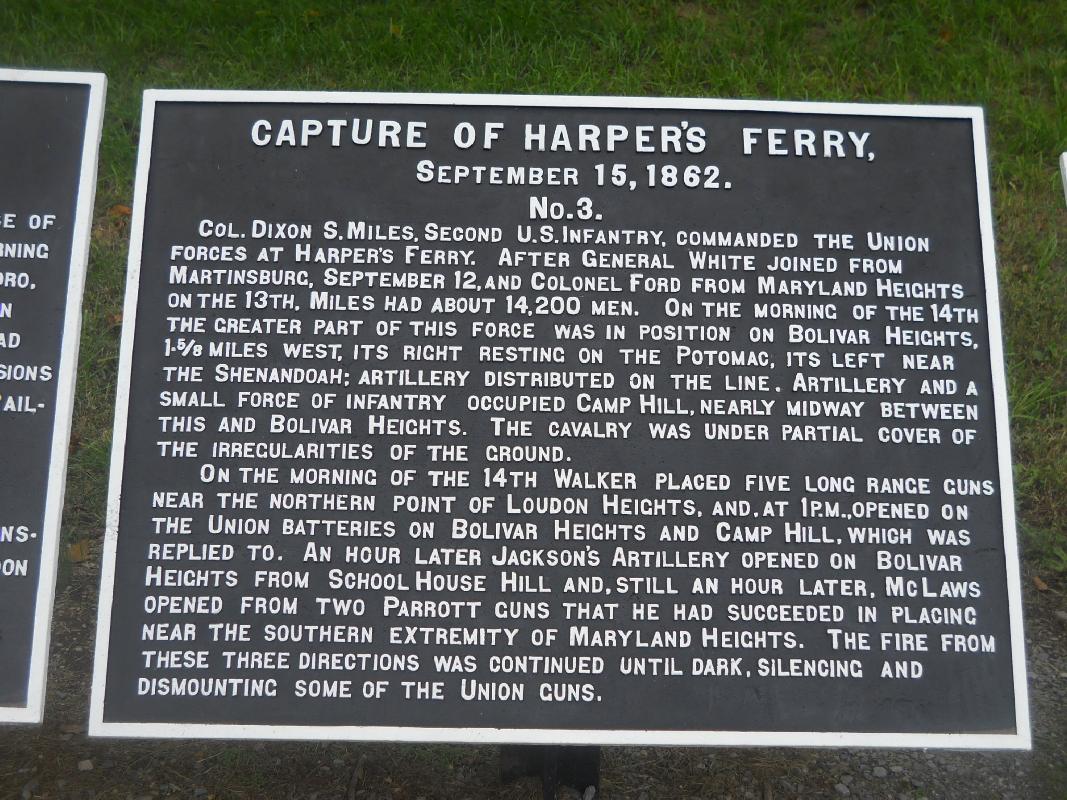 CAPTURE OF HARPER'S FERRY,
SEPTEMBER 15, 1862.
NO.3.
COL. DIXON S. MILES, SECOND U.S. INFANTRY, COMMANDED THE UNION
FORCES AT HARPER'S FERRY. AFTER GENERAL WHITE JOINED FROM
MARTINSBURG, SEPTEMBER 12, AND COLONEL FORD FROM MARYLAND HEIGHTS
ON THE 13TH, MILES HAD ABOUT 14,200 MEN. ON THE MORNING OF THE 14TH
THE GREATER PART OF THIS FORCE WAS IN POSITION ON BOLIVAR HEIGHTS,
1-5/8 MILES WEST, ITS RIGHT RESTING ON THE POTOMAC, ITS LEFT NEAR
THE SHENANDOAH; ARTILLERY DISTRIBUTED ON THE LINE. ARTILLERY AND A
SMALL FORCE OF INFANTRY OCCUPIED CAMP HILL, NEARLY MIDWAY BETWEEN
THIS AND BOLIVAR HEIGHTS. THE CAVALRY WAS UNDER PARTIAL COVER OF
THE IRREGULARITIES OF THE GROUND.
ON THE MORNING OF THE 14TH WALKER PLACED FIVE LONG RANGE GUNS
NEAR THE NORTHERN POINT OF LOUDON HEIGHTS, AND, AT 1 P.M., OPENED ON
THE UNION BATTERIES ON BOLIVAR HEIGHTS AND CAMP HILL, WHICH WAS
REPLIED TO. AN HOUR LATER JACKSON'S ARTILLERY OPENED ON BOLIVAR
HEIGHTS FROM SCHOOL HOUSE HILL AND, STILL AN HOUR LATER, MCLAWS
OPENED FROM TWO PARROTT GUNS THAT HE HAD SUCCEEDED IN PLACING
NEAR THE SOUTHERN EXTREMITY OF MARYLAND HEIGHTS. THE FIRE FROM
THESE THREE DIRECTIONS WAS CONTINUED UNTIL DARK, SILENCING AND
DISMOUNTING SOME OF THE UNION GUNS.